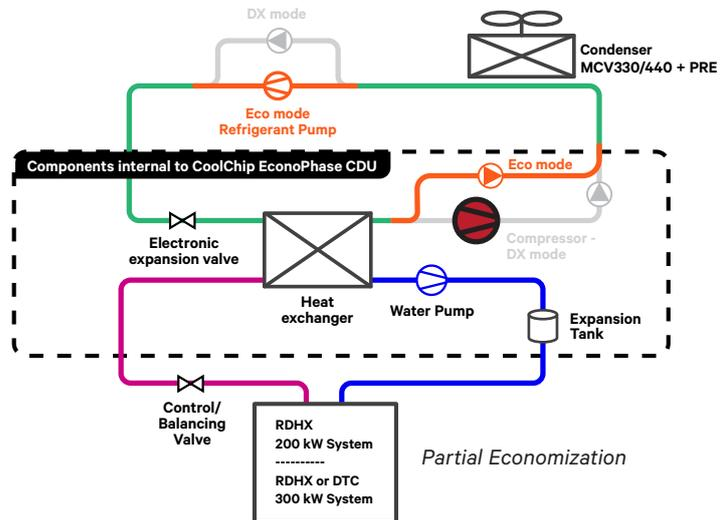 DX mode
Condenser
MCV330/440 + PRE
Eco mode
Refrigerant Pump
Components internal to CoolChip EconoPhase CDU
Eco mode
Electronic
expansion valve
Compressor -
DX mode
Heat
exchanger
Water Pump
Expansion
Tank
Control/
Balancing
Valve
RDHX
200 kW System
----------
RDHX or DTC
300 kW System
Partial Economization